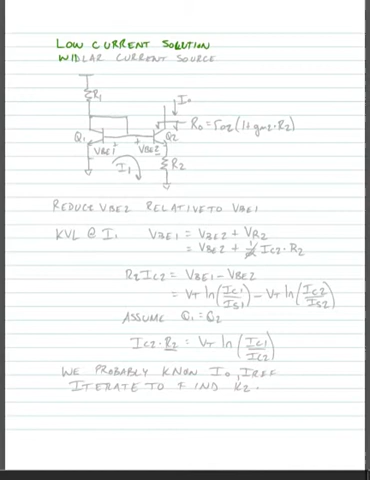 LOW CURRENT SOLUTION
WIDLAR CURRENT SOURCE
R1
Io
Q1
Q2
Ro = ro2(1+gm2·R2)
VBE1
VBE2
I1
R2
REDUCE VBE2 RELATIVE TO VBE1
KVL @ I1 VBE1 = VBE2 + VR2
= VBE2 + IC2·R2
R2IC2 = VBE1 - VBE2
= VT ln(IC1/IS1) - VT ln(IC2/IS2)
ASSUME Q1 = Q2
IC2·R2 = VT ln(IC1/IC2)
WE PROBABLY KNOW Io, IREF
ITERATE TO FIND R2.